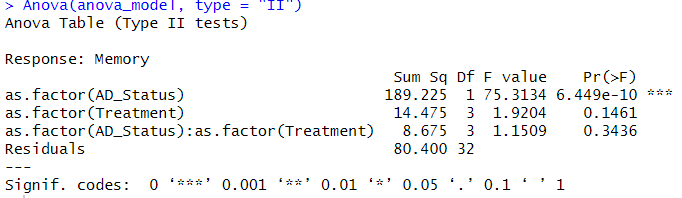 > Anova(anova_model, type = "II")
Anova Table (Type II tests)

Response: Memory
                                           Sum Sq Df F value    Pr(>F)    
as.factor(AD_Status)                      189.225  1 75.3134 6.449e-10 ***
as.factor(Treatment)                       14.475  3  1.9204    0.1461    
as.factor(AD_Status):as.factor(Treatment)   8.675  3  1.1509    0.3436    
Residuals                                  80.400 32                      
---
Signif. codes:  0 ‘***’ 0.001 ‘**’ 0.01 ‘*’ 0.05 ‘.’ 0.1 ‘ ’ 1